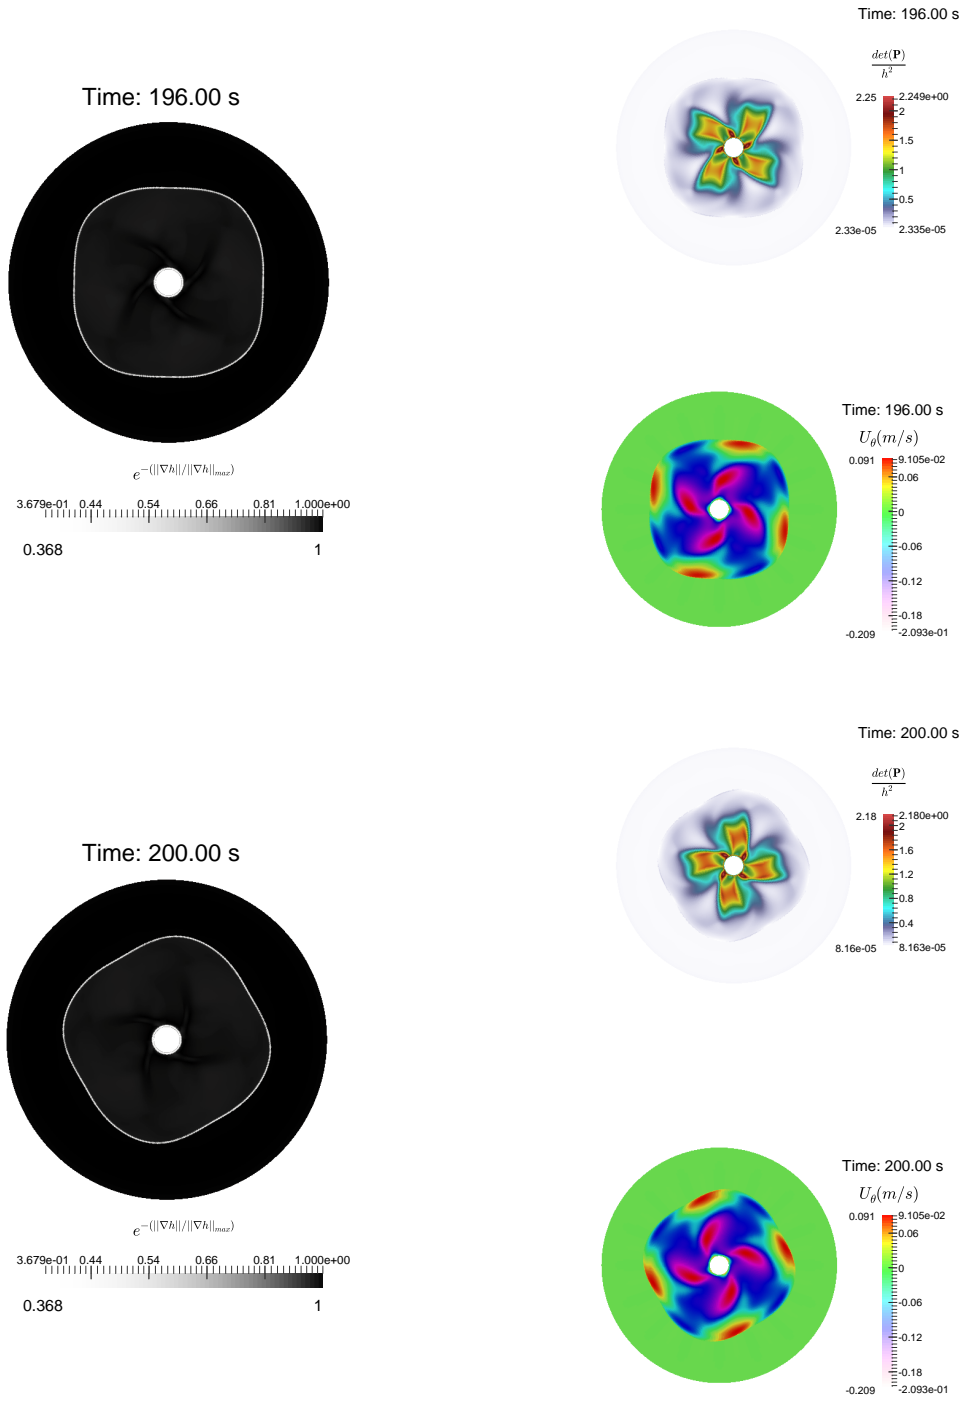 Time: 196.00 s
det(P)
h²
2.25
2.249e+00
2
1.5
1
0.5
2.33e-05
2.335e-05
Time: 196.00 s
e^{-(||∇h||/||∇h||_{max})}
3.679e-01 0.44 0.54 0.66 0.81 1.000e+00
0.368 1
Time: 196.00 s
U_θ(m/s)
0.091
9.105e-02
0.06
0
-0.06
-0.12
-0.18
-0.209
-2.093e-01
Time: 200.00 s
det(P)
h²
2.18
2.180e+00
2
1.6
1.2
0.8
0.4
8.16e-05
8.163e-05
Time: 200.00 s
e^{-(||∇h||/||∇h||_{max})}
3.679e-01 0.44 0.54 0.66 0.81 1.000e+00
0.368 1
Time: 200.00 s
U_θ(m/s)
0.091
9.105e-02
0.06
0
-0.06
-0.12
-0.18
-0.209
-2.093e-01